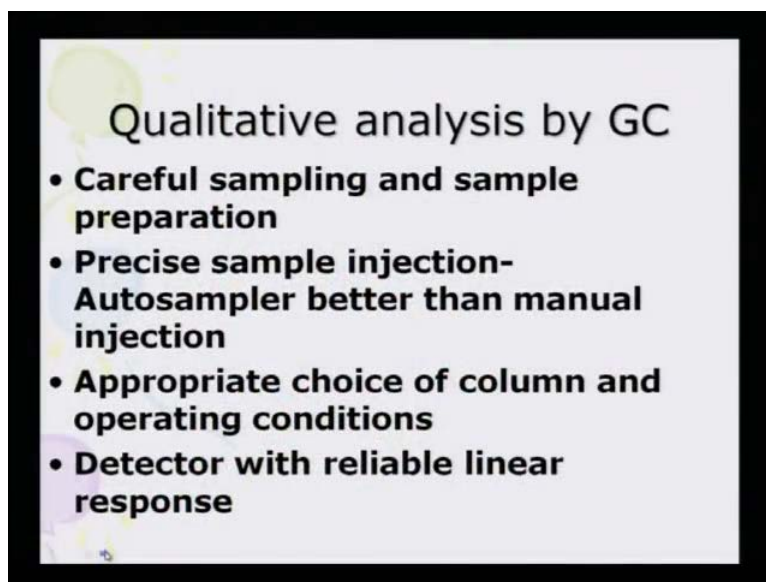 Qualitative analysis by GC
• Careful sampling and sample
preparation
• Precise sample injection-
Autosampler better than manual
injection
• Appropriate choice of column and
operating conditions
• Detector with reliable linear
response